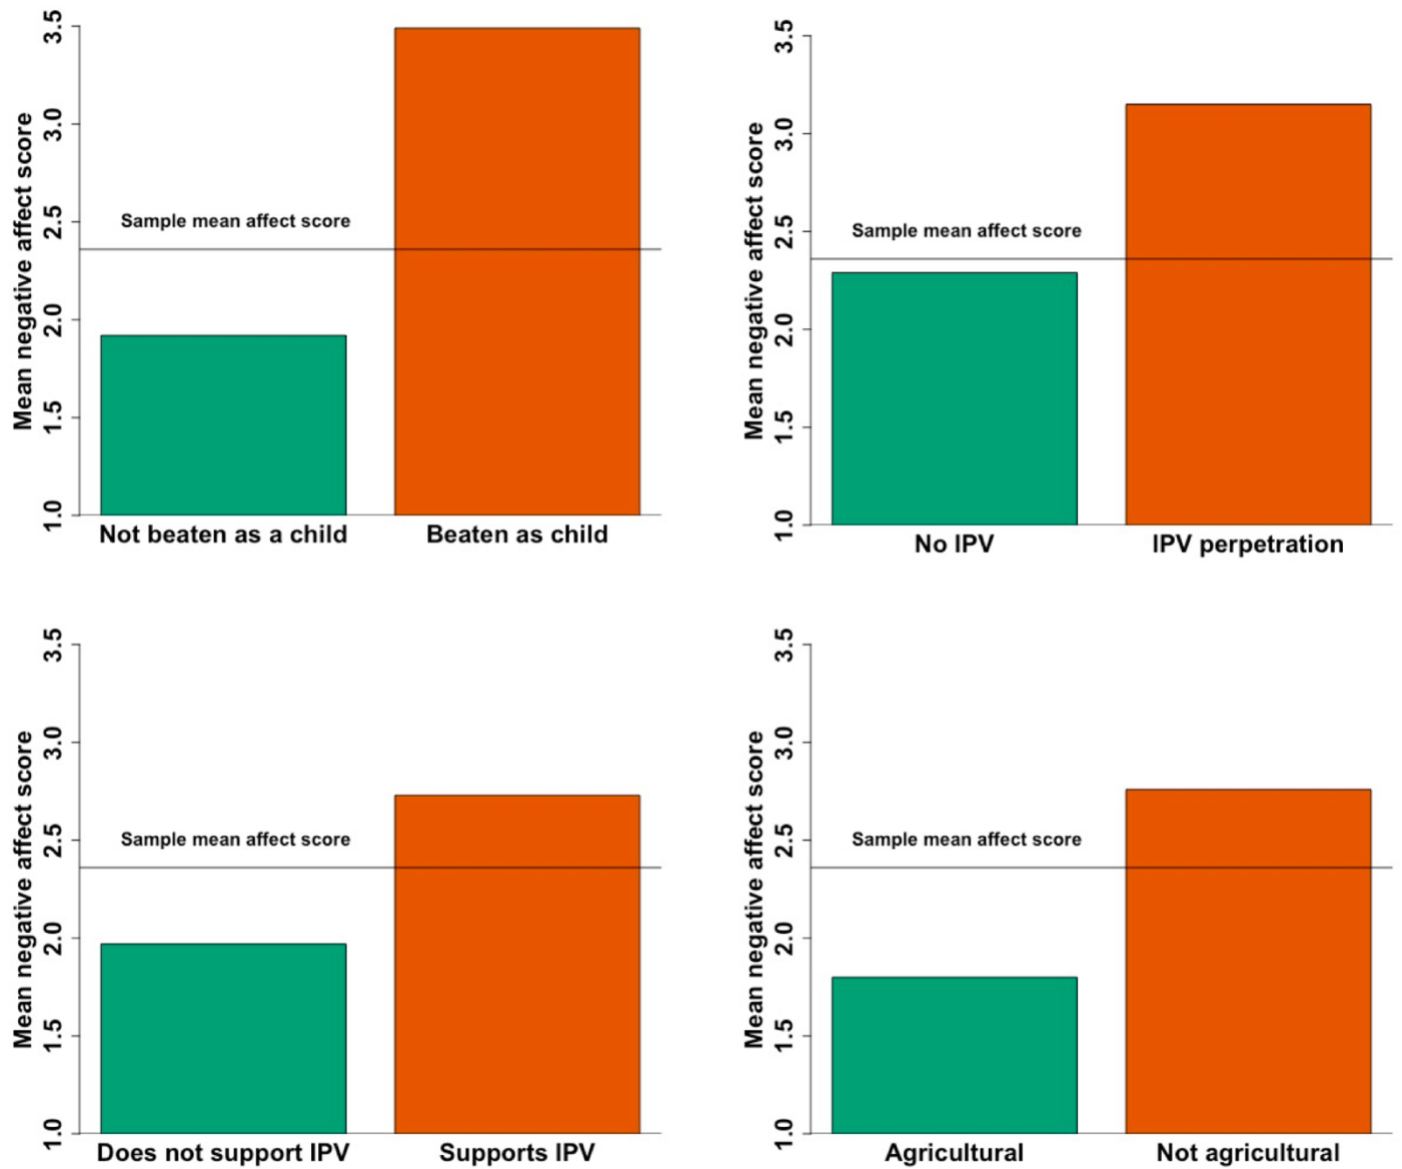 Mean negative affect score
3.5
3.0
2.5
2.0
1.5
1.0
Sample mean affect score
Not beaten as a child
Beaten as child
Mean negative affect score
3.5
3.0
2.5
2.0
1.5
1.0
Sample mean affect score
No IPV
IPV perpetration
Mean negative affect score
3.5
3.0
2.5
2.0
1.5
1.0
Sample mean affect score
Does not support IPV
Supports IPV
Mean negative affect score
3.5
3.0
2.5
2.0
1.5
1.0
Sample mean affect score
Agricultural
Not agricultural